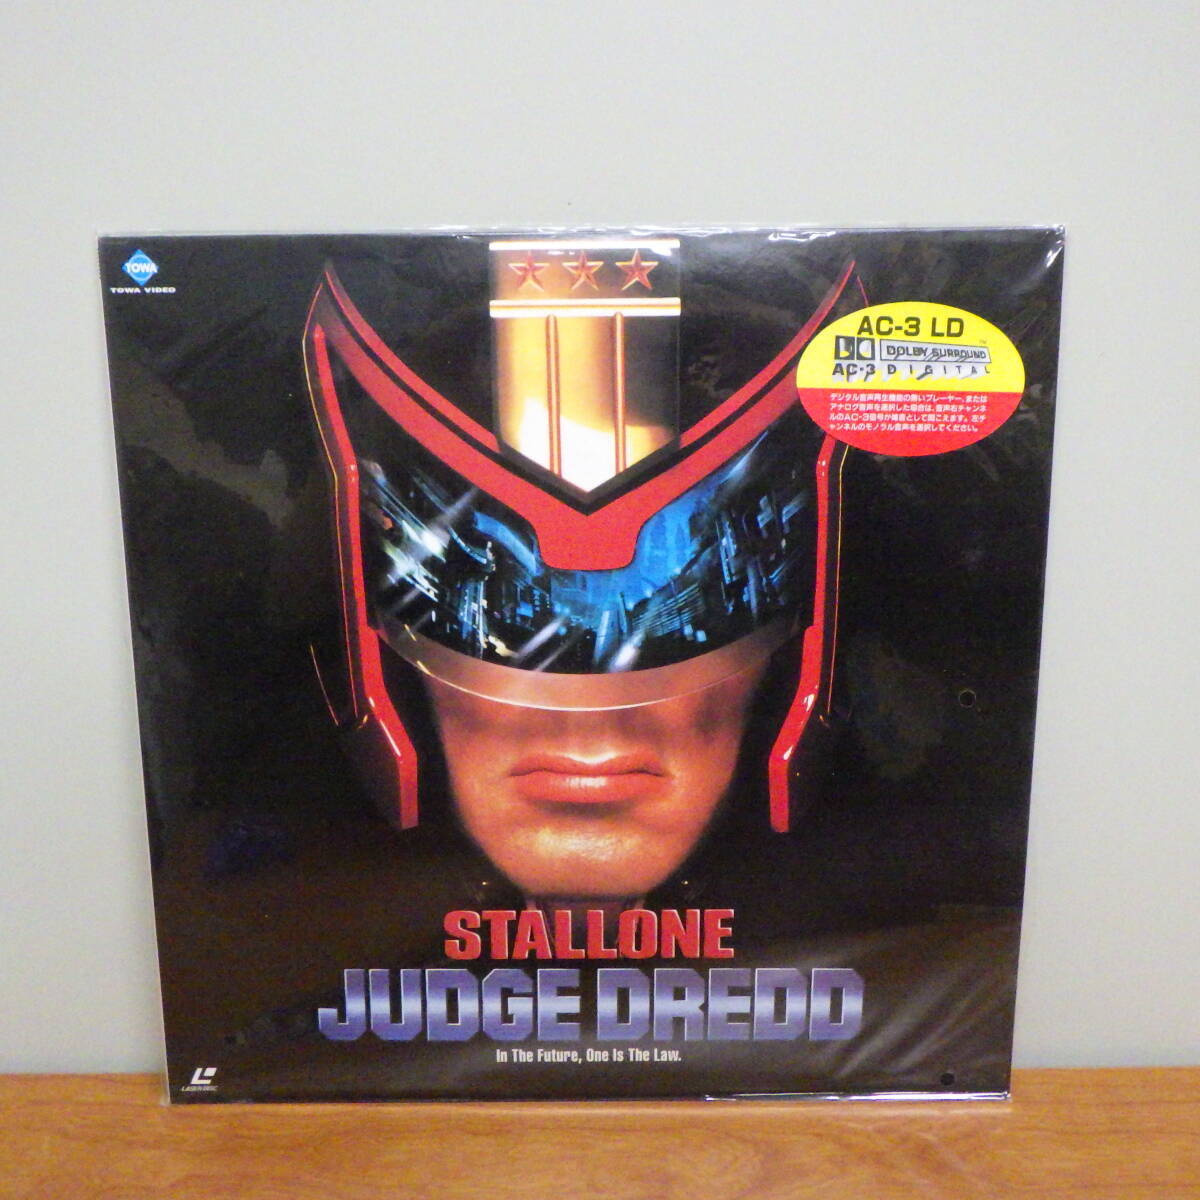 TOWA
TOWA VIDEO
AC-3 LD
DOLBY SURROUND
AC-3 DIGITAL
デジタル音声再生機能の無いプレーヤー、または
アナログ音声を選択した場合は、音声右チャンネ
ルのAC-3信号が雑音として聞こえます。左チ
ャンネルのモノラル音声を選択してください。
STALLONE
JUDGE DREDD
In The Future, One Is The Law.
LASERDISC